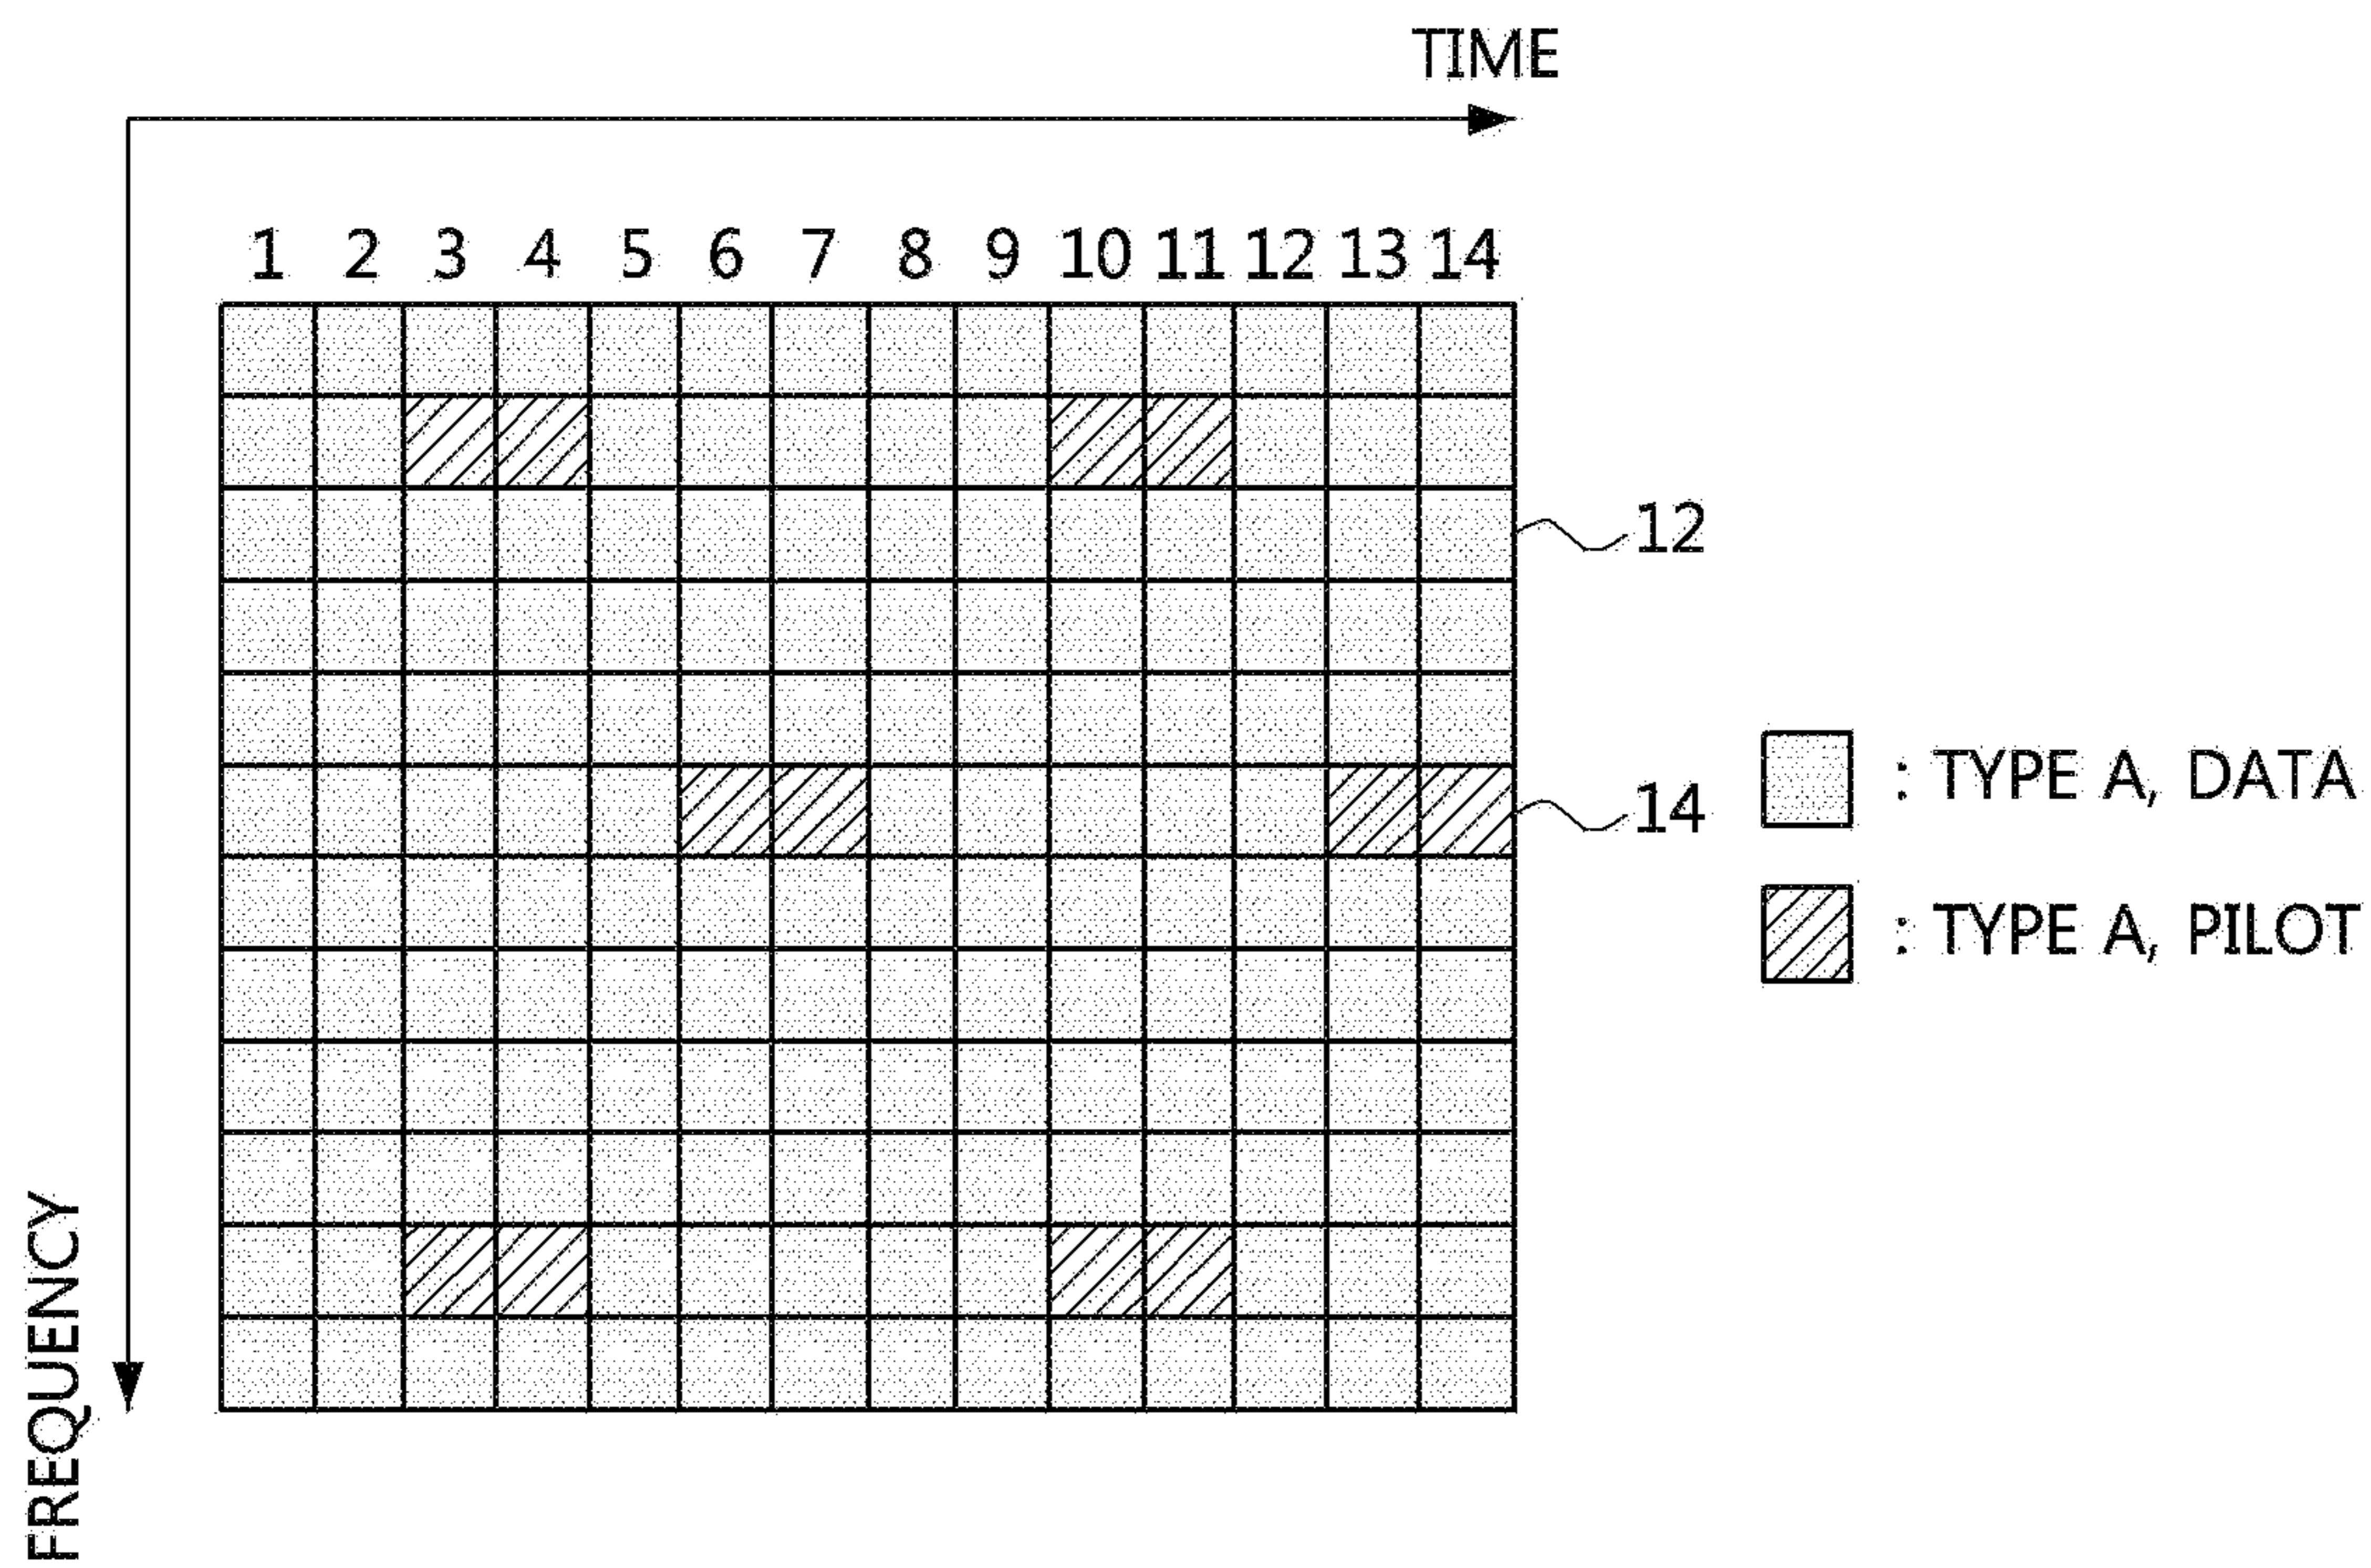 TIME
1 2 3 4 5 6 7 8 9 10 11 12 13 14
12
14
: TYPE A, DATA
: TYPE A, PILOT
FREQUENCY